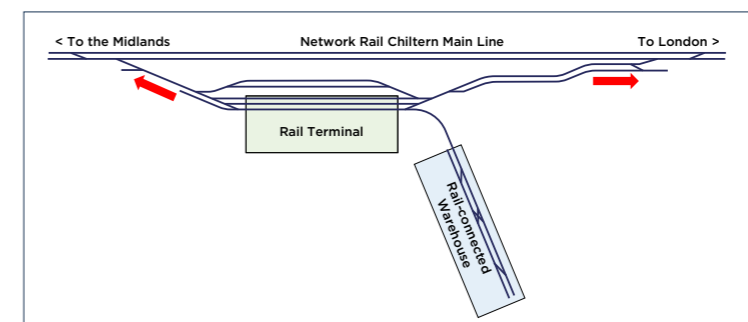 < To the Midlands
Network Rail Chiltern Main Line
To London >
Rail Terminal
Rail-connected
Warehouse